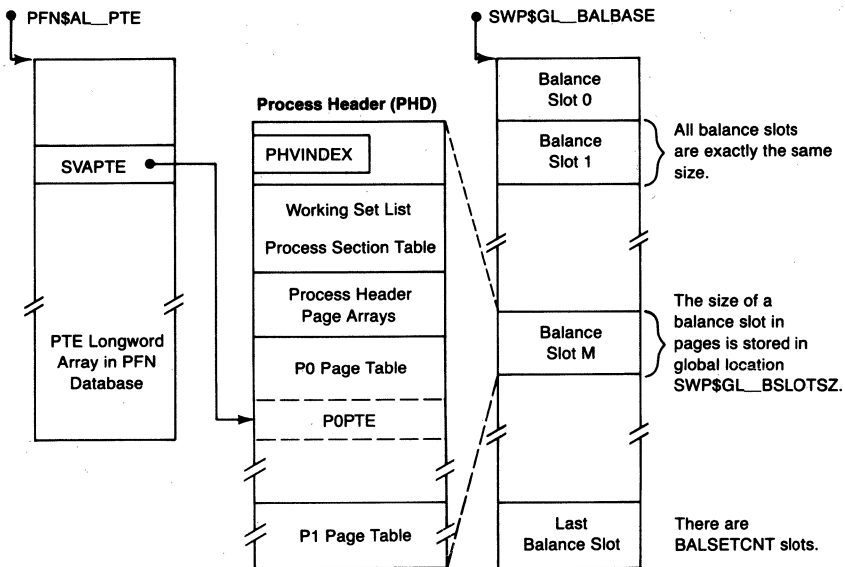 PFN$AL__PTE
SVAPTE
PTE Longword
Array in PFN
Database
Process Header (PHD)
PHVINDEX
Working Set List
Process Section Table
Process Header
Page Arrays
P0 Page Table
P0PTE
P1 Page Table
SWP$GL__BALBASE
Balance
Slot 0
Balance
Slot 1
Balance
Slot M
Last
Balance Slot
All balance slots
are exactly the same
size.
The size of a
balance slot in
pages is stored in
global location
SWP$GL__BSLOTSZ.
There are
BALSETCNT slots.